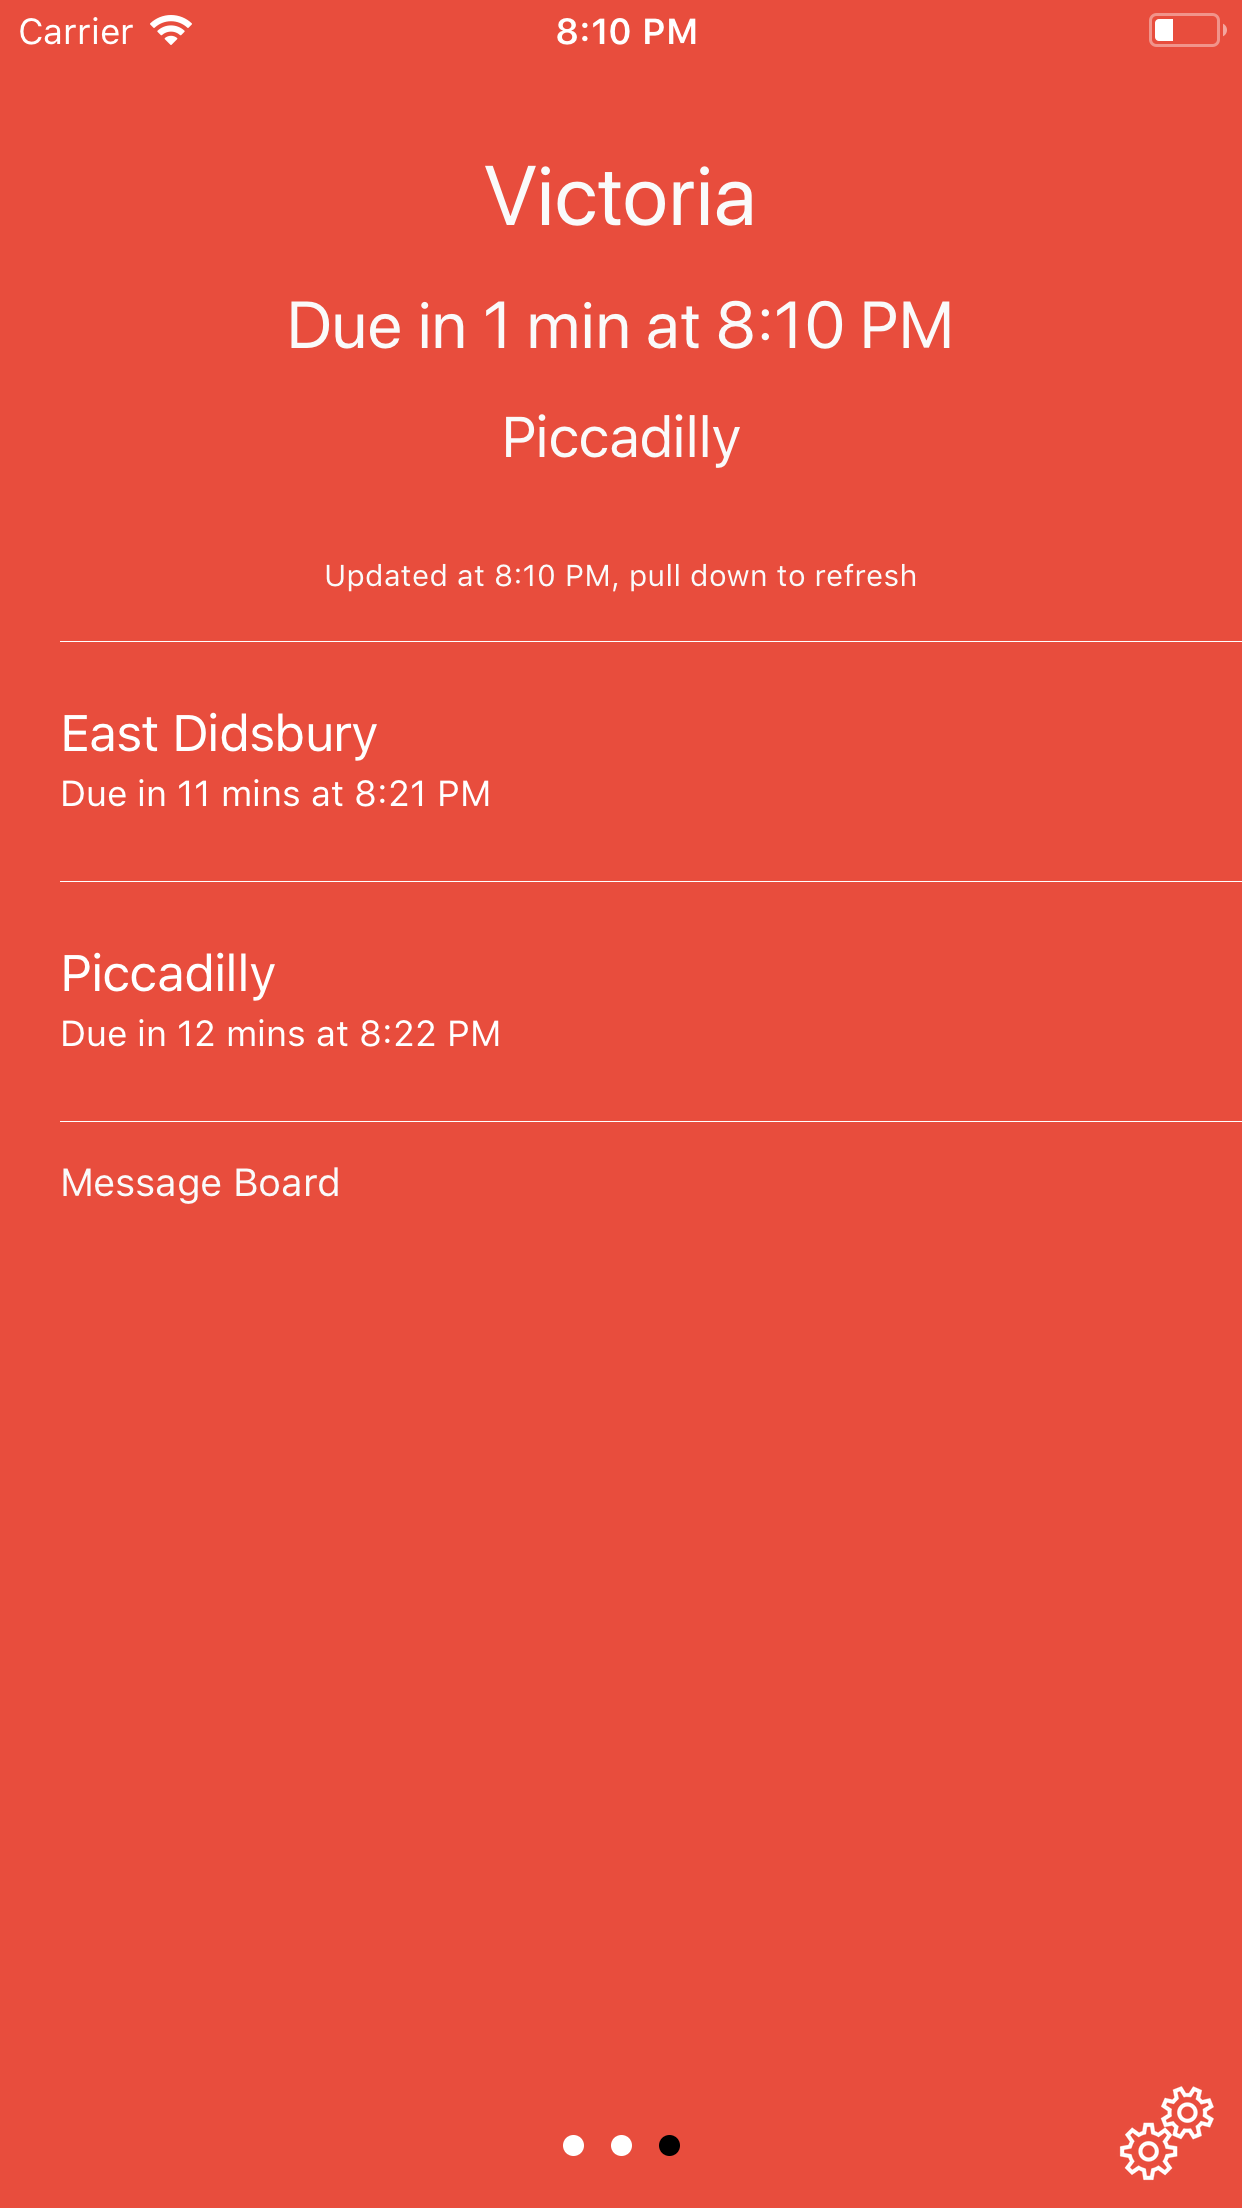 Carrier 8:10 PM
Victoria
Due in 1 min at 8:10 PM
Piccadilly
Updated at 8:10 PM, pull down to refresh
East Didsbury
Due in 11 mins at 8:21 PM
Piccadilly
Due in 12 mins at 8:22 PM
Message Board